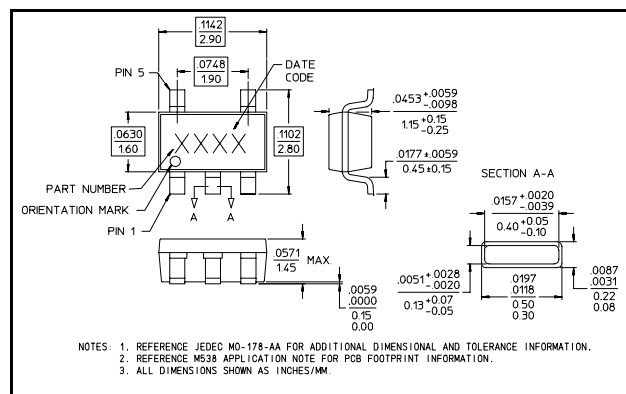 .1142
2.90
.0748
1.90
PIN 5
DATE
CODE
.0453 +.0059
-.0098
1.15 +0.15
-0.25
.0630
1.60
XXXX
.1102
2.80
.0177 ±.0059
0.45 ±0.15
PART NUMBER
ORIENTATION MARK
PIN 1
A
A
SECTION A-A
.0157 +.0020
-.0039
0.40 +0.05
-0.10
.0571
1.45
MAX.
.0059
.0000
0.15
0.00
.0051 +.0028
-.0020
0.13 +0.07
-0.05
.0197
.0118
0.50
0.30
.0087
.0031
0.22
0.08
NOTES: 1. REFERENCE JEDEC MO-178-AA FOR ADDITIONAL DIMENSIONAL AND TOLERANCE INFORMATION.
2. REFERENCE M538 APPLICATION NOTE FOR PCB FOOTPRINT INFORMATION.
3. ALL DIMENSIONS SHOWN AS INCHES/MM.